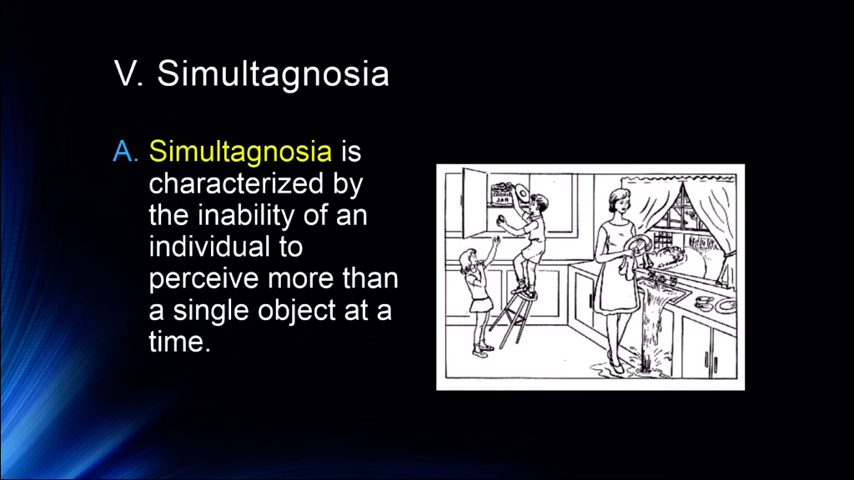 V. Simultagnosia
A. Simultagnosia is
characterized by
the inability of an
individual to
perceive more than
a single object at a
time.
COOKIE
JAR